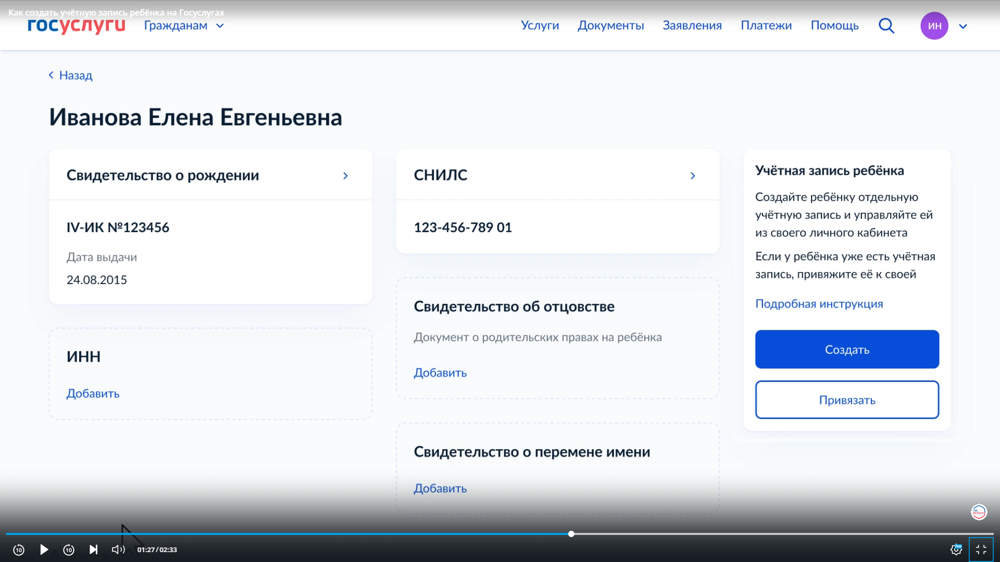 Как создать учётную запись ребёнка на Госуслугах
госуслуги
Гражданам
Услуги
Документы
Заявления
Платежи
Помощь
ИН
Назад
Иванова Елена Евгеньевна
Свидетельство о рождении
IV-ИК №123456
Дата выдачи
24.08.2015
ИНН
Добавить
СНИЛС
123-456-789 01
Свидетельство об отцовстве
Документ о родительских правах на ребёнка
Добавить
Свидетельство о перемене имени
Добавить
Учётная запись ребёнка
Создайте ребёнку отдельную
учётную запись и управляйте ей
из своего личного кабинета
Если у ребёнка уже есть учётная
запись, привяжите её к своей
Подробная инструкция
Создать
Привязать
гос
услуги
10
10
01:27 / 02:33
FHD